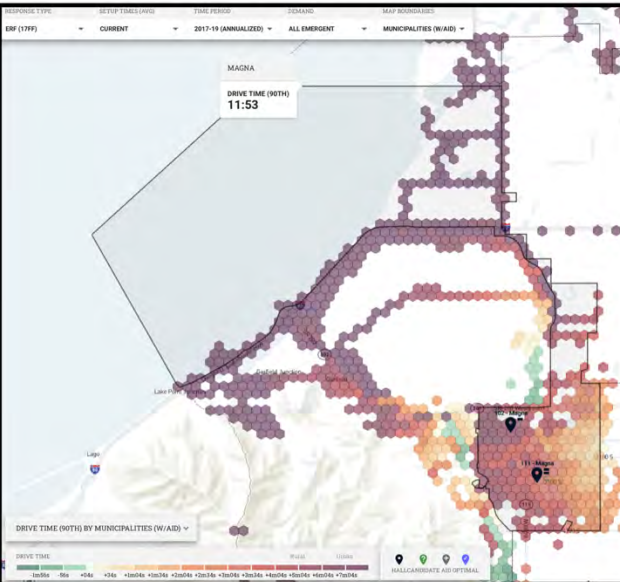 RESPONSE TYPE SETUP TIMES (AVG) TIME PERIOD DEMAND MAP BOUNDARIES
ERF (17FF) CURRENT 2017-19 (ANNUALIZED) ALL EMERGENT MUNICIPALITIES (W/AID)
MAGNA
DRIVE TIME (90TH)
11:53
Lake Point
102 - Magna
Lago
111 - Magna
DRIVE TIME (90TH) BY MUNICIPALITIES (W/AID)
DRIVE TIME Rural Urban
-1m56s -56s +04s +34s +1m04s +1m34s +2m04s +2m34s +3m04s +3m34s +4m04s +5m04s +6m04s +7m04s
HALL CANDIDATE AID OPTIMAL